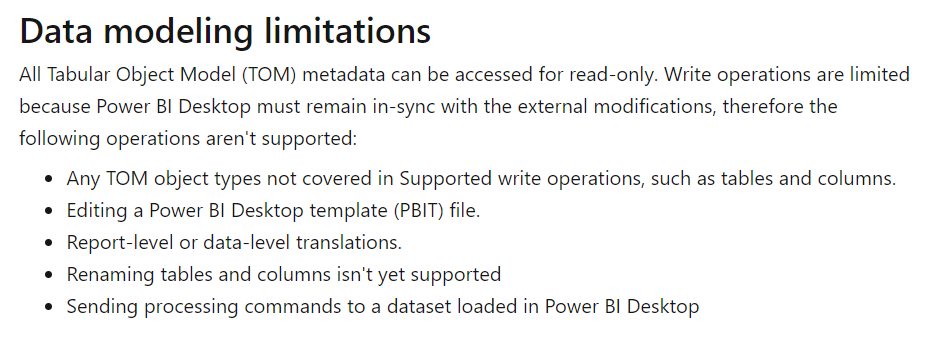 Data modeling limitations
All Tabular Object Model (TOM) metadata can be accessed for read-only. Write operations are limited
because Power BI Desktop must remain in-sync with the external modifications, therefore the
following operations aren't supported:
• Any TOM object types not covered in Supported write operations, such as tables and columns.
• Editing a Power BI Desktop template (PBIT) file.
• Report-level or data-level translations.
• Renaming tables and columns isn't yet supported
• Sending processing commands to a dataset loaded in Power BI Desktop